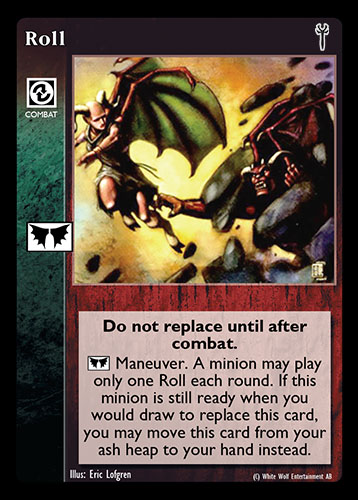 Roll
COMBAT
Do not replace until after
combat.
Maneuver. A minion may play
only one Roll each round. If this
minion is still ready when you
would draw to replace this card,
you may move this card from your
ash heap to your hand instead.
Illus: Eric Lofgren
(C) White Wolf Entertainment AB